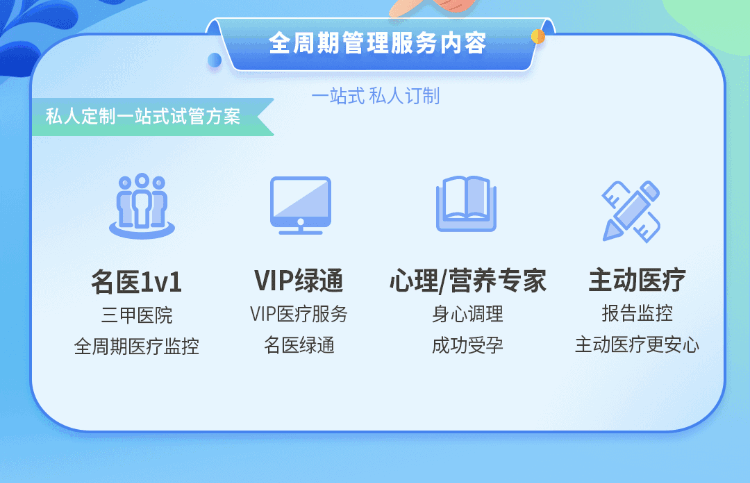 全周期管理服务内容
一站式 私人订制
私人定制一站式试管方案
名医1v1
三甲医院
全周期医疗监控
VIP绿通
VIP医疗服务
名医绿通
心理/营养专家
身心调理
成功受孕
主动医疗
报告监控
主动医疗更安心